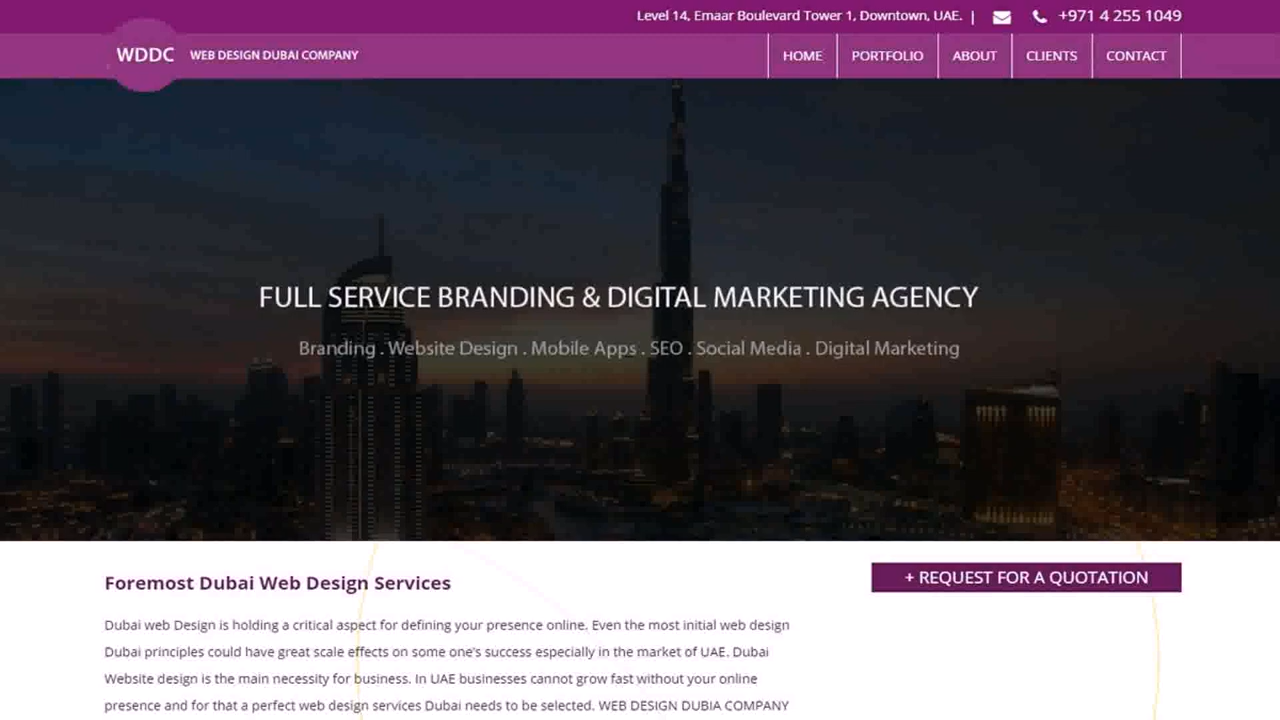 Level 14, Emaar Boulevard Tower 1, Downtown, UAE. | +971 4 255 1049
WDDC WEB DESIGN DUBAI COMPANY
HOME PORTFOLIO ABOUT CLIENTS CONTACT
FULL SERVICE BRANDING & DIGITAL MARKETING AGENCY
Branding . Website Design . Mobile Apps . SEO . Social Media . Digital Marketing
Foremost Dubai Web Design Services
+ REQUEST FOR A QUOTATION
Dubai web Design is holding a critical aspect for defining your presence online. Even the most initial web design
Dubai principles could have great scale effects on some one's success especially in the market of UAE. Dubai
Website design is the main necessity for business. In UAE businesses cannot grow fast without your online
presence and for that a perfect web design services Dubai needs to be selected. WEB DESIGN DUBIA COMPANY